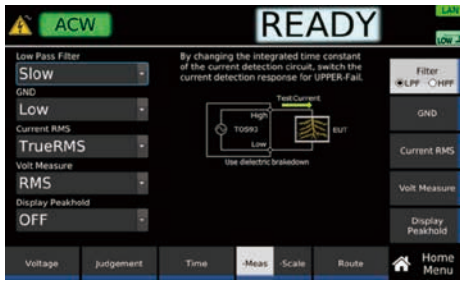 ACW
READY
LAN
LOW
Low Pass Filter
Slow
GND
Low
Current RMS
TrueRMS
Volt Measure
RMS
Display Peakhold
OFF
By changing the integrated time constant
of the current detection circuit, switch the
current detection response for UPPER-Fail.
TestCurrent
High
TOS93
EUT
Low
Use dielectric brakedown
Filter
LPF HPF
GND
Current RMS
Volt Measure
Display
Peakhold
Voltage Judgement Time -Meas -Scale Route Home
Menu